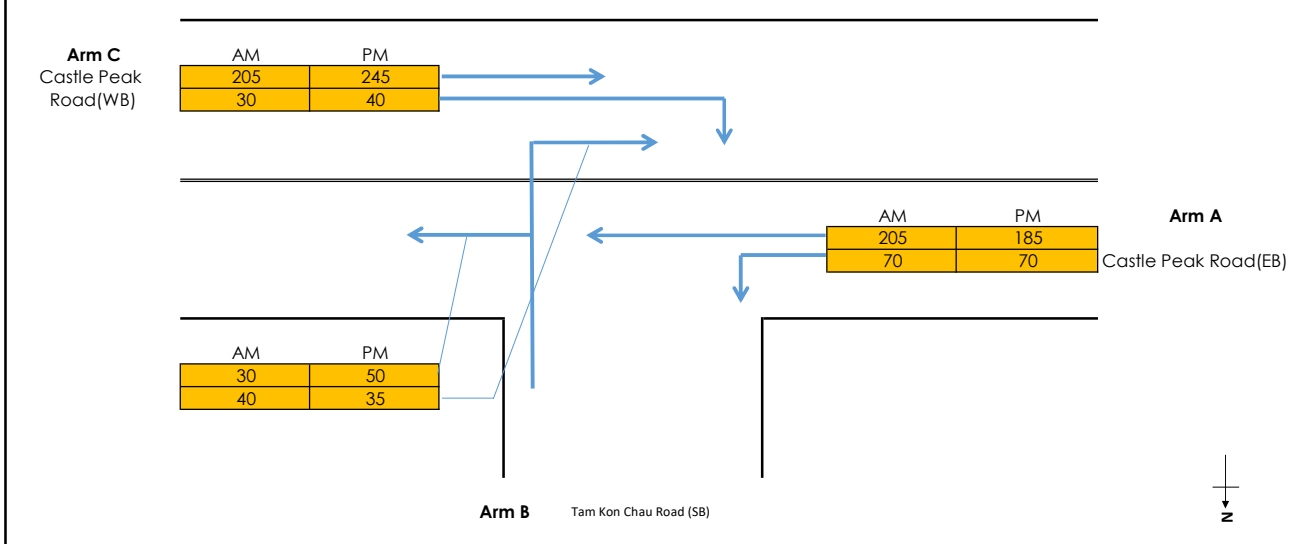 Arm C AM PM
Castle Peak 205 245
Road(WB) 30 40
AM PM Arm A
205 185
70 70 Castle Peak Road(EB)
AM PM
30 50
40 35
Arm B Tam Kon Chau Road (SB)
N